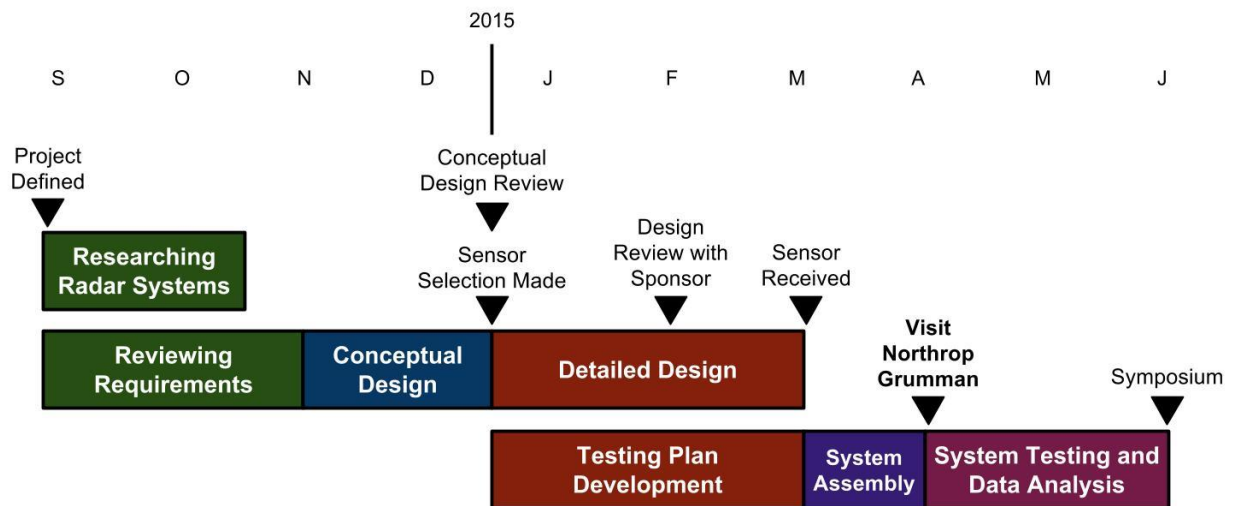 2015
S O N D J F M A M J
Project
Defined
Conceptual
Design Review
Researching
Radar Systems
Sensor
Selection Made
Design
Review with
Sponsor
Sensor
Received
Reviewing
Requirements
Conceptual
Design
Detailed Design
Visit
Northrop
Grumman
Symposium
Testing Plan
Development
System
Assembly
System Testing and
Data Analysis